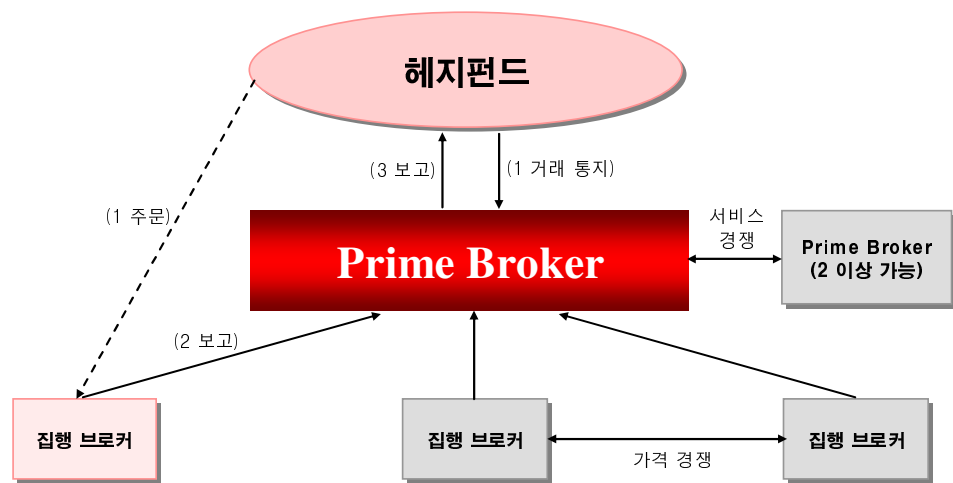 헤지펀드
(3 보고)
(1 거래 통지)
(1 주문)
서비스
경쟁
Prime Broker
Prime Broker
(2 이상 가능)
(2 보고)
집행 브로커
집행 브로커
집행 브로커
가격 경쟁